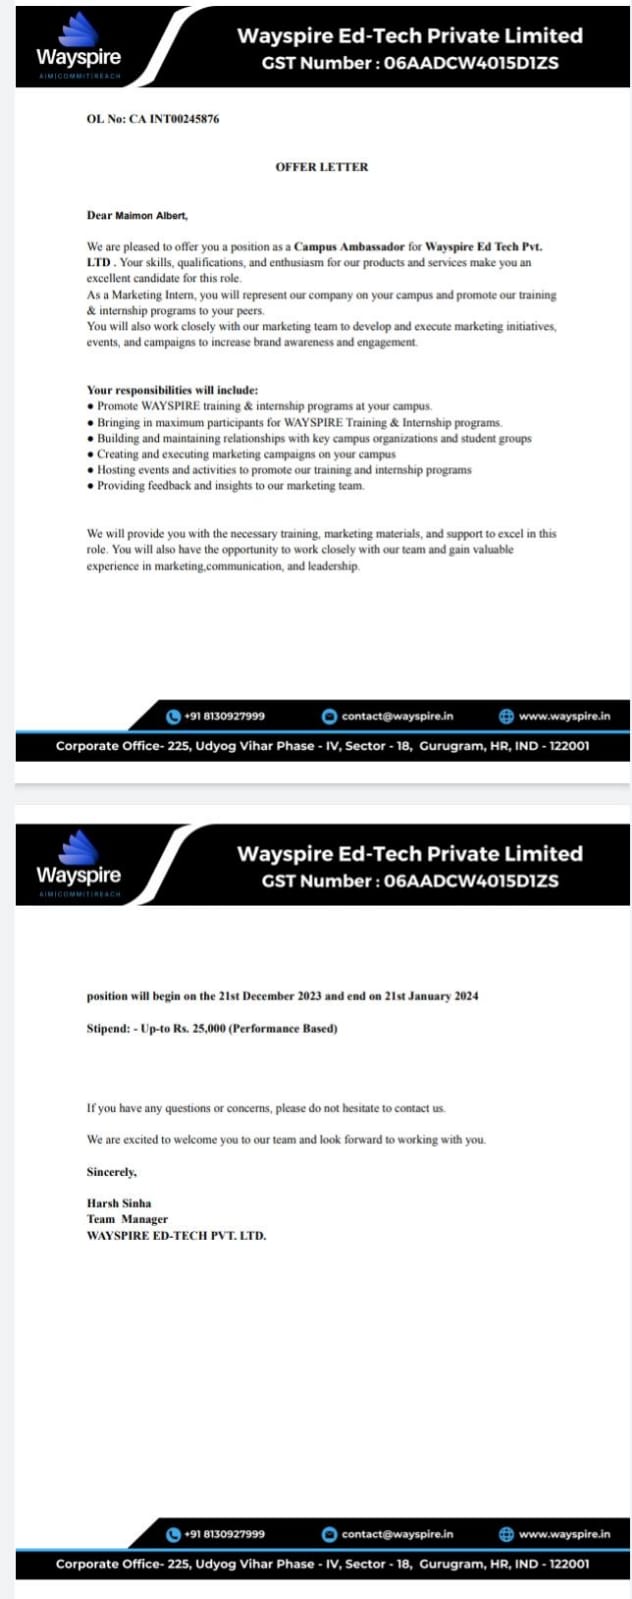 Wayspire
AIM|COMMIT|REACH
Wayspire Ed-Tech Private Limited
GST Number : 06AADCW4015D1ZS
OL No: CA INT00245876
OFFER LETTER
Dear Maimon Albert,
We are pleased to offer you a position as a Campus Ambassador for Wayspire Ed Tech Pvt.
LTD . Your skills, qualifications, and enthusiasm for our products and services make you an
excellent candidate for this role.
As a Marketing Intern, you will represent our company on your campus and promote our training
& internship programs to your peers.
You will also work closely with our marketing team to develop and execute marketing initiatives,
events, and campaigns to increase brand awareness and engagement.
Your responsibilities will include:
● Promote WAYSPIRE training & internship programs at your campus.
● Bringing in maximum participants for WAYSPIRE Training & Internship programs.
● Building and maintaining relationships with key campus organizations and student groups
● Creating and executing marketing campaigns on your campus
● Hosting events and activities to promote our training and internship programs
● Providing feedback and insights to our marketing team.
We will provide you with the necessary training, marketing materials, and support to excel in this
role. You will also have the opportunity to work closely with our team and gain valuable
experience in marketing,communication, and leadership.
+91 8130927999 contact@wayspire.in www.wayspire.in
Corporate Office- 225, Udyog Vihar Phase - IV, Sector - 18, Gurugram, HR, IND - 122001
Wayspire
AIM|COMMIT|REACH
Wayspire Ed-Tech Private Limited
GST Number : 06AADCW4015D1ZS
position will begin on the 21st December 2023 and end on 21st January 2024
Stipend: - Up-to Rs. 25,000 (Performance Based)
If you have any questions or concerns, please do not hesitate to contact us.
We are excited to welcome you to our team and look forward to working with you.
Sincerely,
Harsh Sinha
Team Manager
WAYSPIRE ED-TECH PVT. LTD.
+91 8130927999 contact@wayspire.in www.wayspire.in
Corporate Office- 225, Udyog Vihar Phase - IV, Sector - 18, Gurugram, HR, IND - 122001